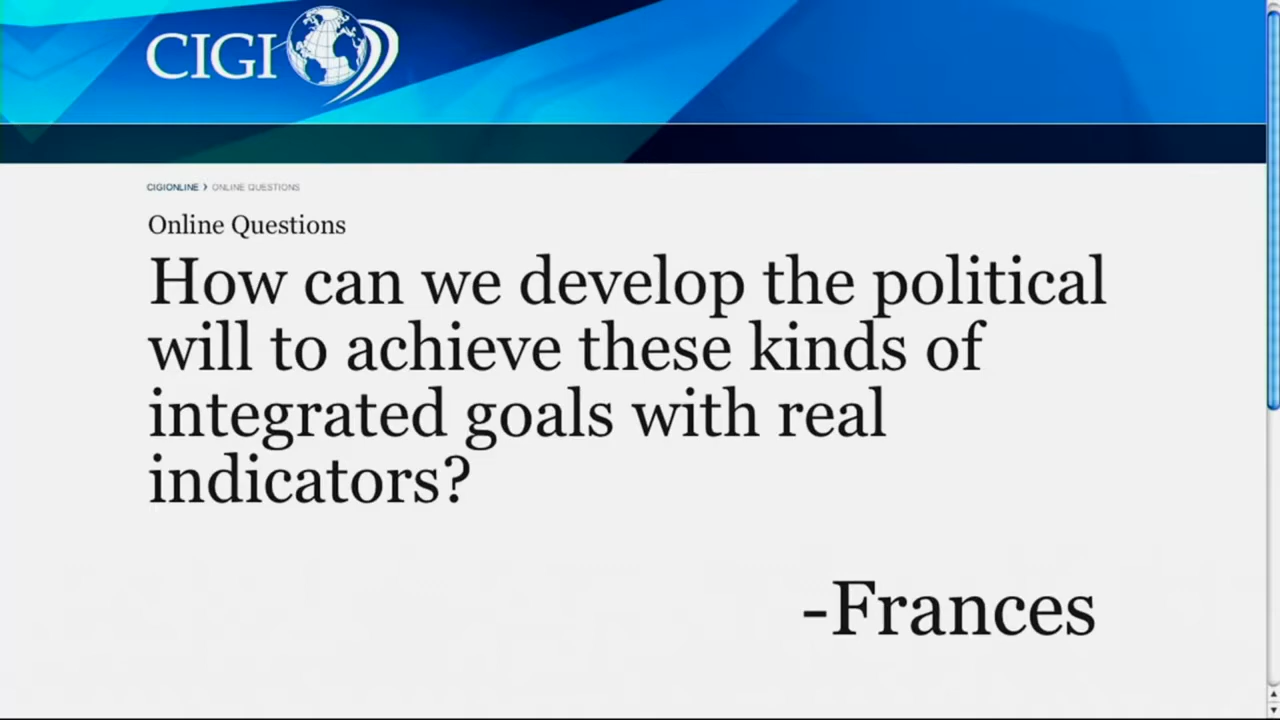 CIGI
CIGIONLINE › ONLINE QUESTIONS
Online Questions
How can we develop the political
will to achieve these kinds of
integrated goals with real
indicators?
-Frances